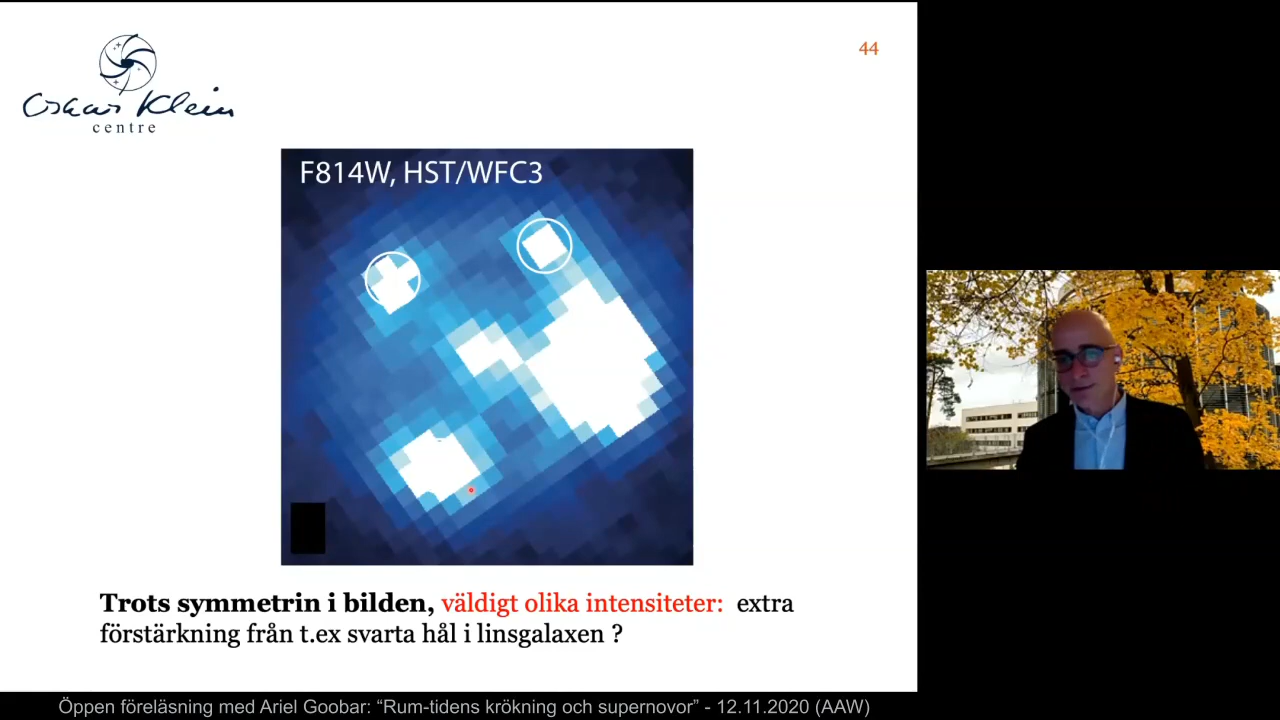 44
Oskar Klein
centre
F814W, HST/WFC3
Trots symmetrin i bilden, väldigt olika intensiteter: extra
förstärkning från t.ex svarta hål i linsgalaxen ?
Öppen föreläsning med Ariel Goobar: “Rum-tidens krökning och supernovor” - 12.11.2020 (AAW)